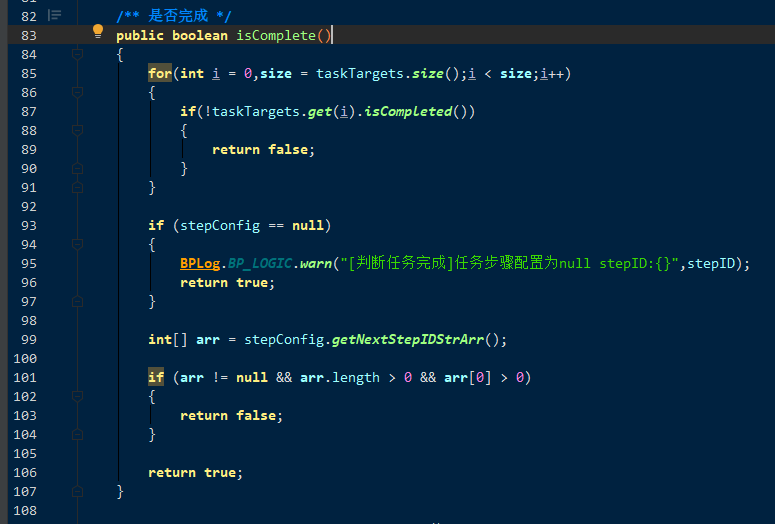 82 /** 是否完成 */
83 public boolean isComplete()
84 {
85 for(int i = 0,size = taskTargets.size();i < size;i++)
86 {
87 if(!taskTargets.get(i).isCompleted())
88 {
89 return false;
90 }
91 }
92
93 if (stepConfig == null)
94 {
95 BPLog.BP_LOGIC.warn("[判断任务完成]任务步骤配置为null stepID:{}",stepID);
96 return true;
97 }
98
99 int[] arr = stepConfig.getNextStepIDStrArr();
100
101 if (arr != null && arr.length > 0 && arr[0] > 0)
102 {
103 return false;
104 }
105
106 return true;
107 }
108